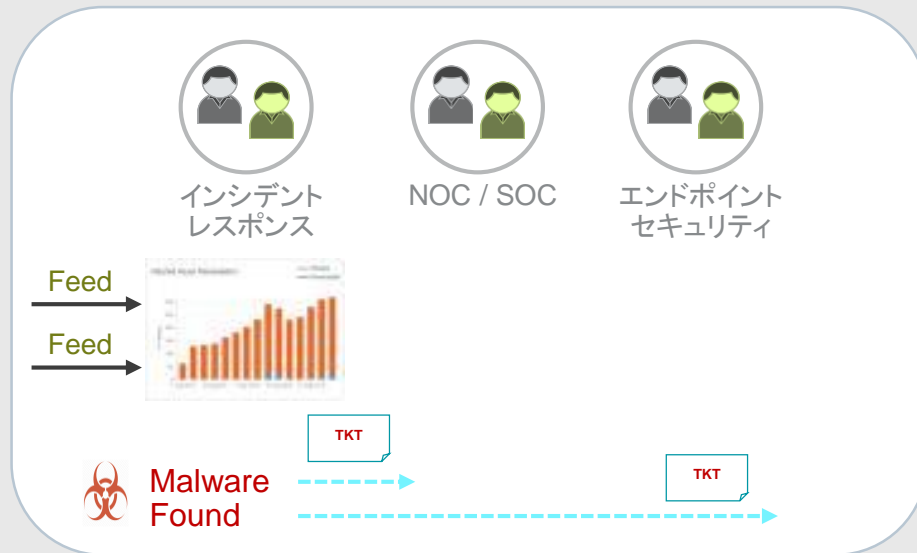 インシデント
レスポンス
NOC / SOC
エンドポイント
セキュリティ
Feed
Feed
TKT
TKT
Malware
Found